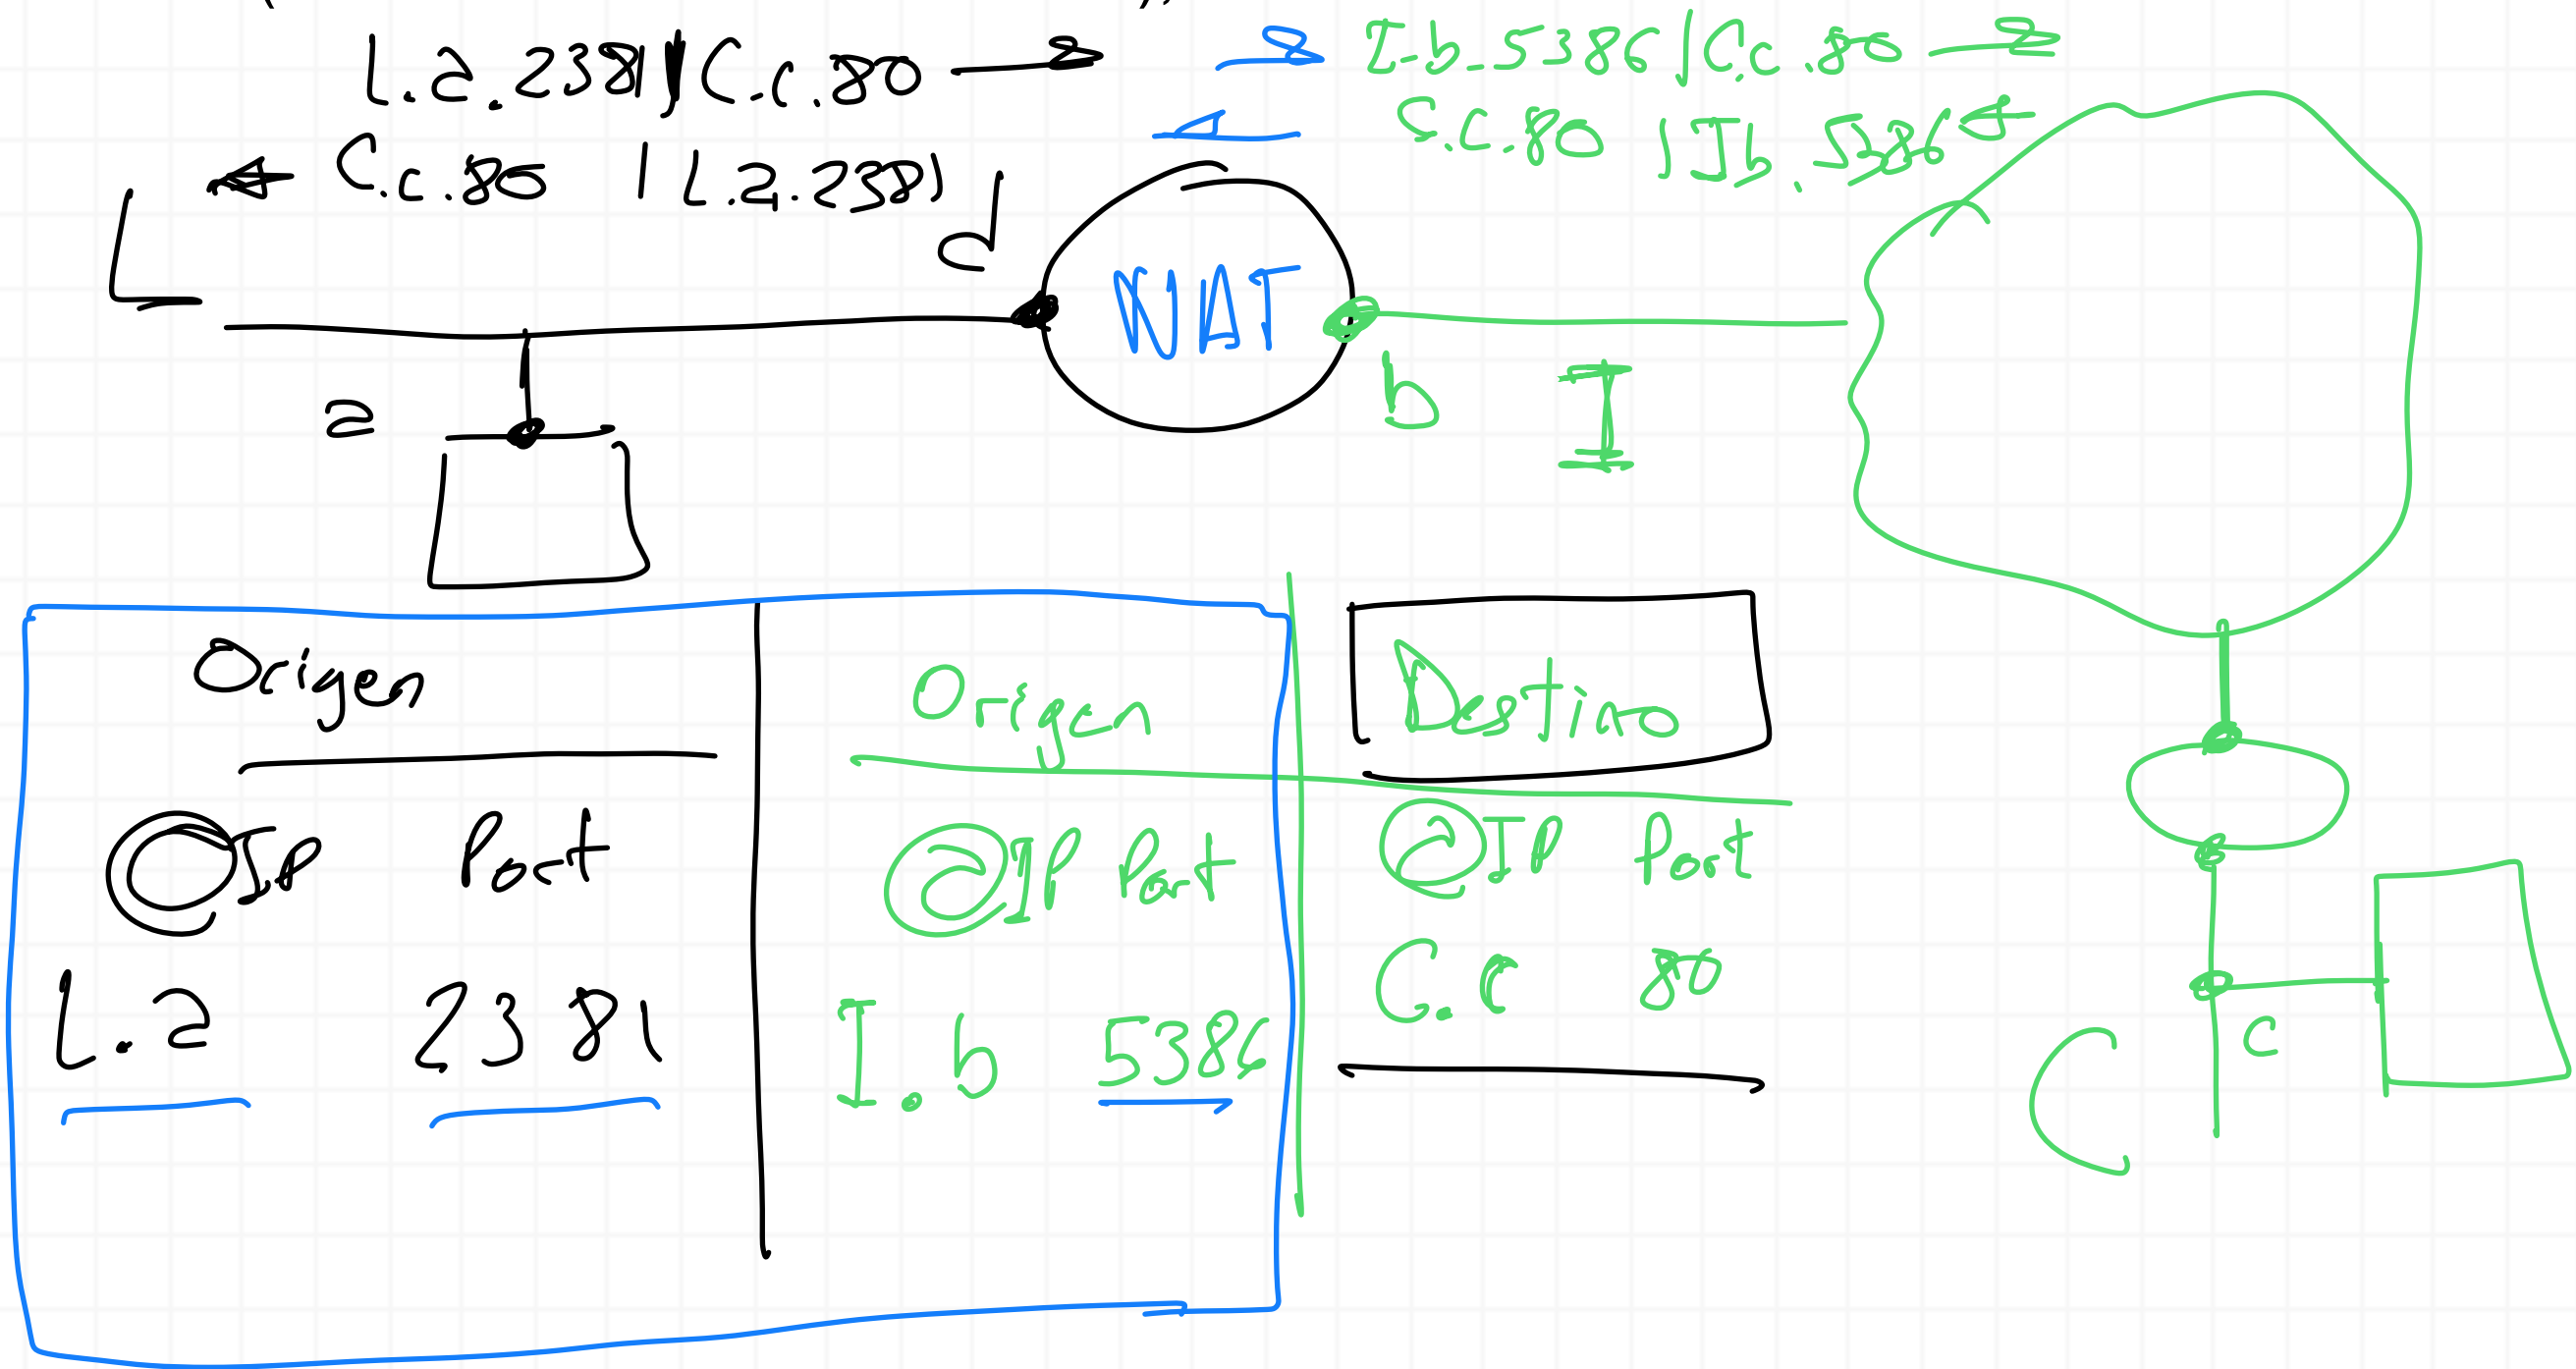 L.a.2381|C.c.80
I.b.5386|C.c.80
C.c.80 | L.a.2381
C.c.80 | I.b.5386
L
d
NAT
b
I
a
Origen
Origen
Destino
@IP Port
@IP Port
@IP Port
L.a 2381
I.b 5386
C.c 80
C
c